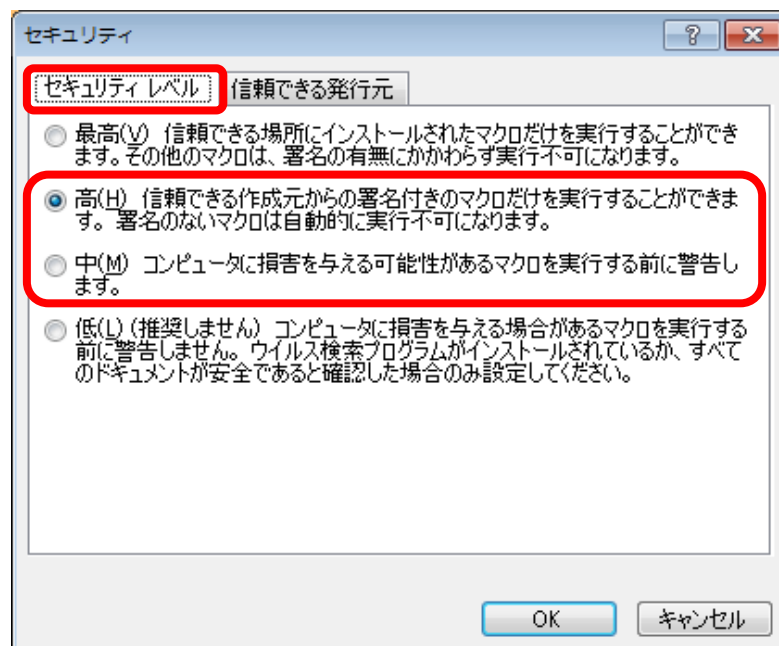 セキュリティ
セキュリティ レベル
信頼できる発行元
最高(V) 信頼できる場所にインストールされたマクロだけを実行することができ
ます。その他のマクロは、署名の有無にかかわらず実行不可になります。
高(H) 信頼できる作成元からの署名付きのマクロだけを実行することができま
す。 署名のないマクロは自動的に実行不可になります。
中(M) コンピュータに損害を与える可能性があるマクロを実行する前に警告し
ます。
低(L) (推奨しません) コンピュータに損害を与える場合があるマクロを実行する
前に警告しません。ウイルス検索プログラムがインストールされているか、すべて
のドキュメントが安全であると確認した場合のみ設定してください。
OK
キャンセル